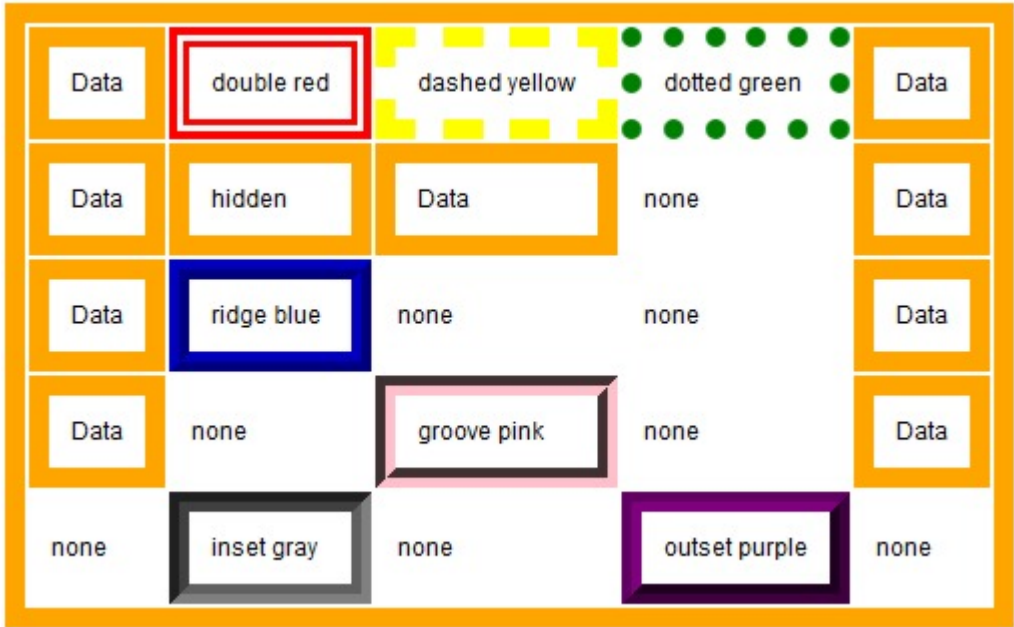 Data double red dashed yellow dotted green Data
Data hidden Data none Data
Data ridge blue none none Data
Data none groove pink none Data
none inset gray none outset purple none